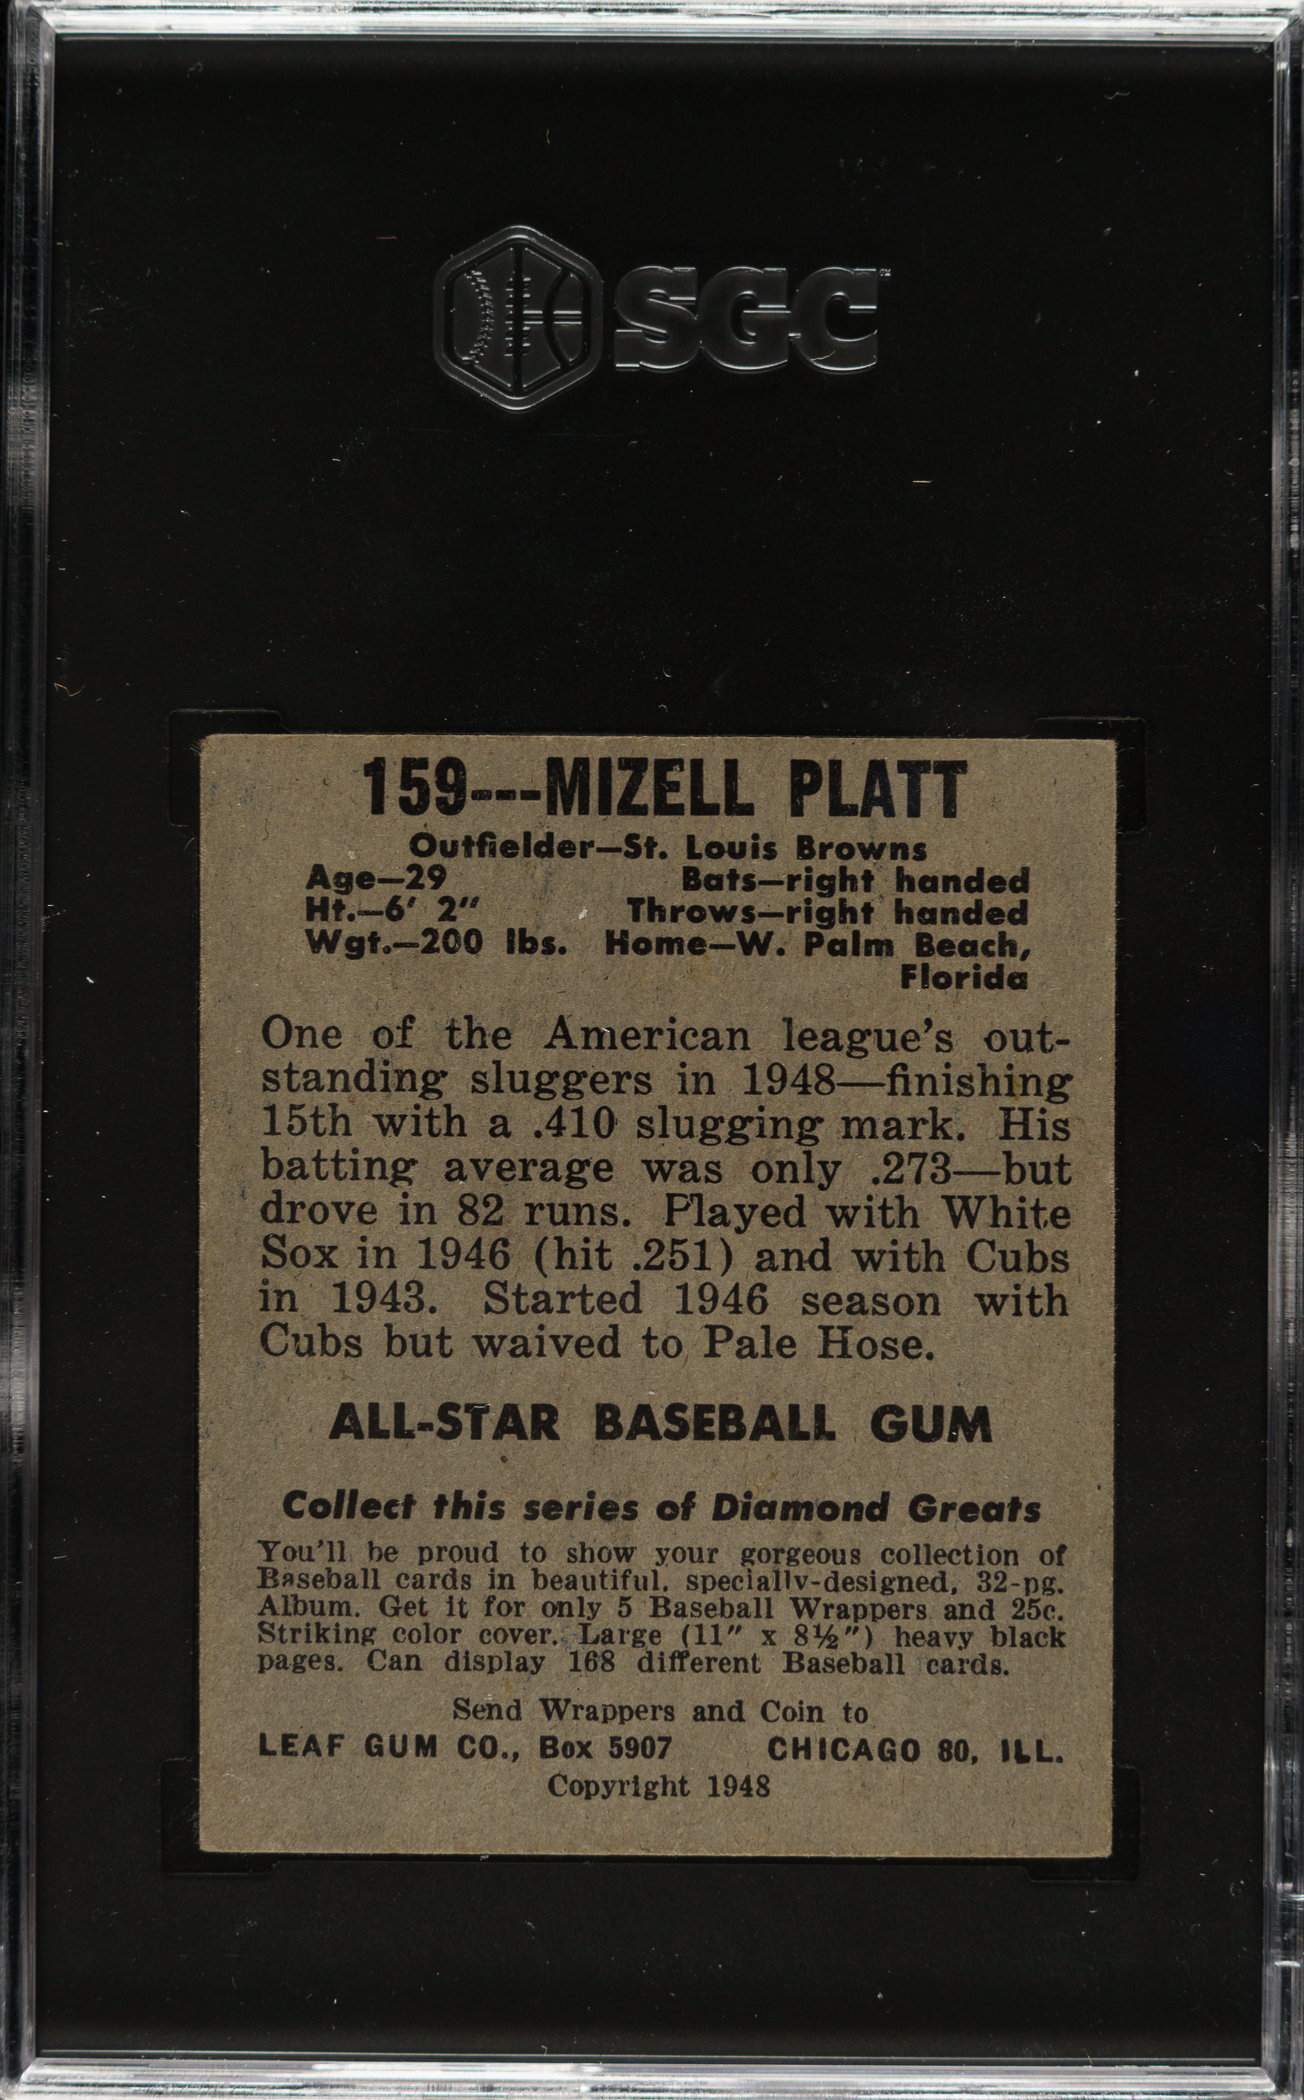 SGC™
159---MIZELL PLATT
Outfielder—St. Louis Browns
Age—29 Bats—right handed
Ht.—6′ 2″ Throws—right handed
Wgt.—200 lbs. Home—W. Palm Beach,
Florida
One of the American league's out-
standing sluggers in 1948—finishing
15th with a .410 slugging mark. His
batting average was only .273—but
drove in 82 runs. Played with White
Sox in 1946 (hit .251) and with Cubs
in 1943. Started 1946 season with
Cubs but waived to Pale Hose.
ALL-STAR BASEBALL GUM
Collect this series of Diamond Greats
You'll be proud to show your gorgeous collection of
Baseball cards in beautiful, specially-designed, 32-pg.
Album. Get it for only 5 Baseball Wrappers and 25c.
Striking color cover. Large (11″ x 8½″) heavy black
pages. Can display 168 different Baseball cards.
Send Wrappers and Coin to
LEAF GUM CO., Box 5907 CHICAGO 80, ILL.
Copyright 1948